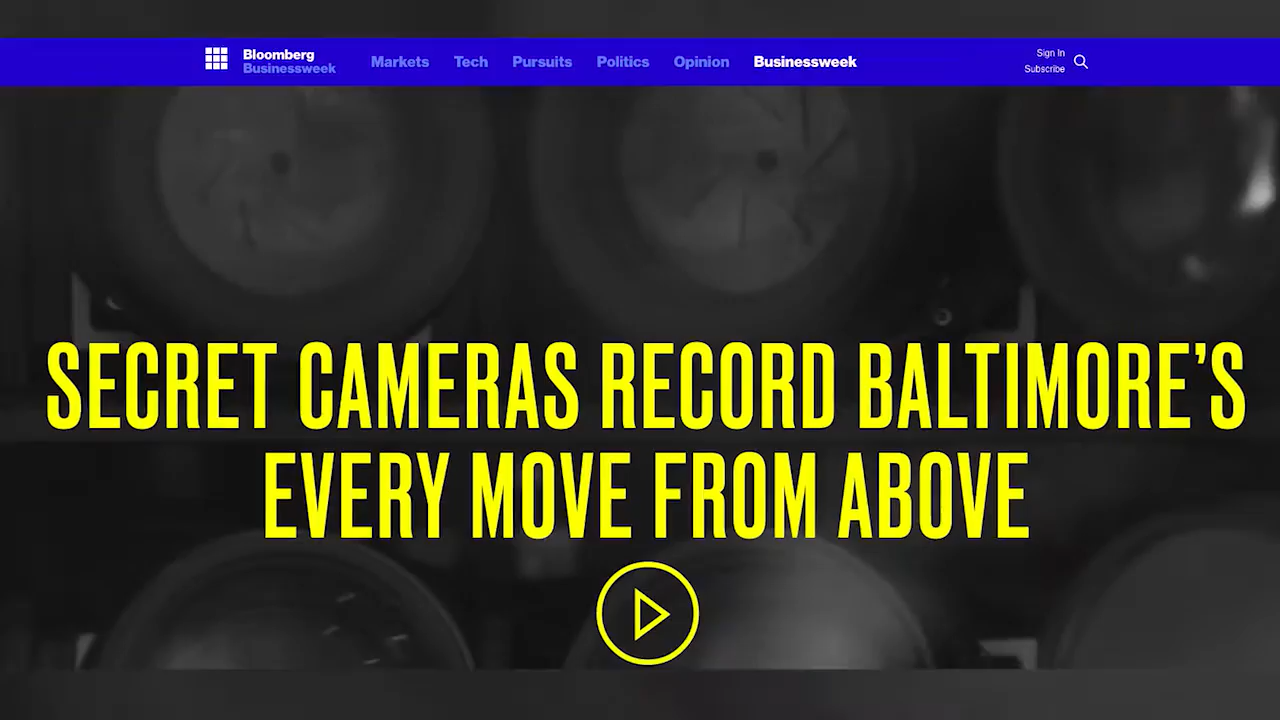 Bloomberg
Businessweek
Markets Tech Pursuits Politics Opinion Businessweek
Sign In
Subscribe
SECRET CAMERAS RECORD BALTIMORE’S
EVERY MOVE FROM ABOVE